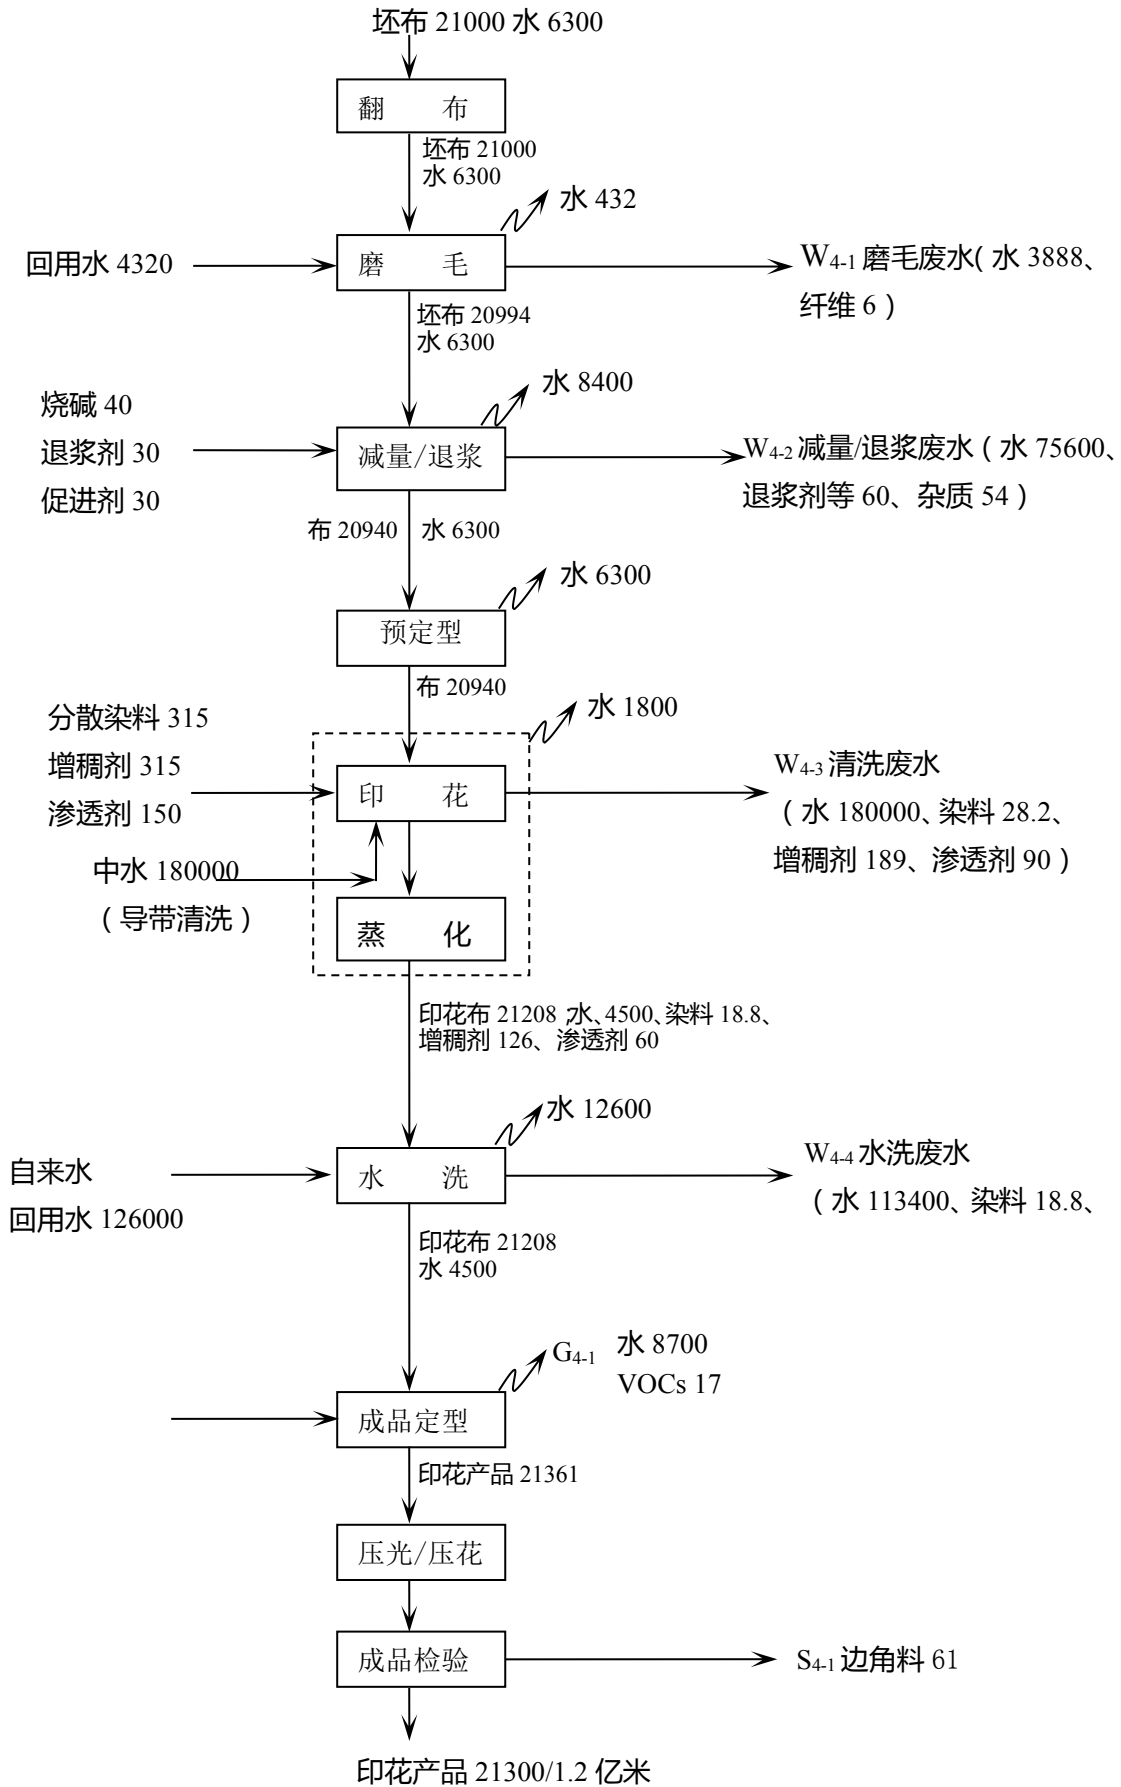 坯布 21000 水 6300
翻 布
坯布 21000
水 6300
水 432
回用水 4320
磨 毛
W4-1 磨毛废水( 水 3888、
纤维 6 )
坯布 20994
水 6300
水 8400
烧碱 40
退浆剂 30
促进剂 30
减量/退浆
W4-2 减量/退浆废水 ( 水 75600、
退浆剂等 60、杂质 54 )
布 20940
水 6300
水 6300
预定型
布 20940
水 1800
分散染料 315
增稠剂 315
渗透剂 150
印 花
W4-3 清洗废水
( 水 180000、染料 28.2、
增稠剂 189、渗透剂 90 )
中水 180000
( 导带清洗 )
蒸 化
印花布 21208 ,水、4500、染料 18.8、
增稠剂 126、渗透剂 60
水 12600
自来水
回用水 126000
水 洗
W4-4 水洗废水
( 水 113400、染料 18.8、
印花布 21208
水 4500
G4-1 水 8700
VOCs 17
成品定型
印花产品 21361
压光/压花
成品检验
S4-1 边角料 61
印花产品 21300/1.2 亿米